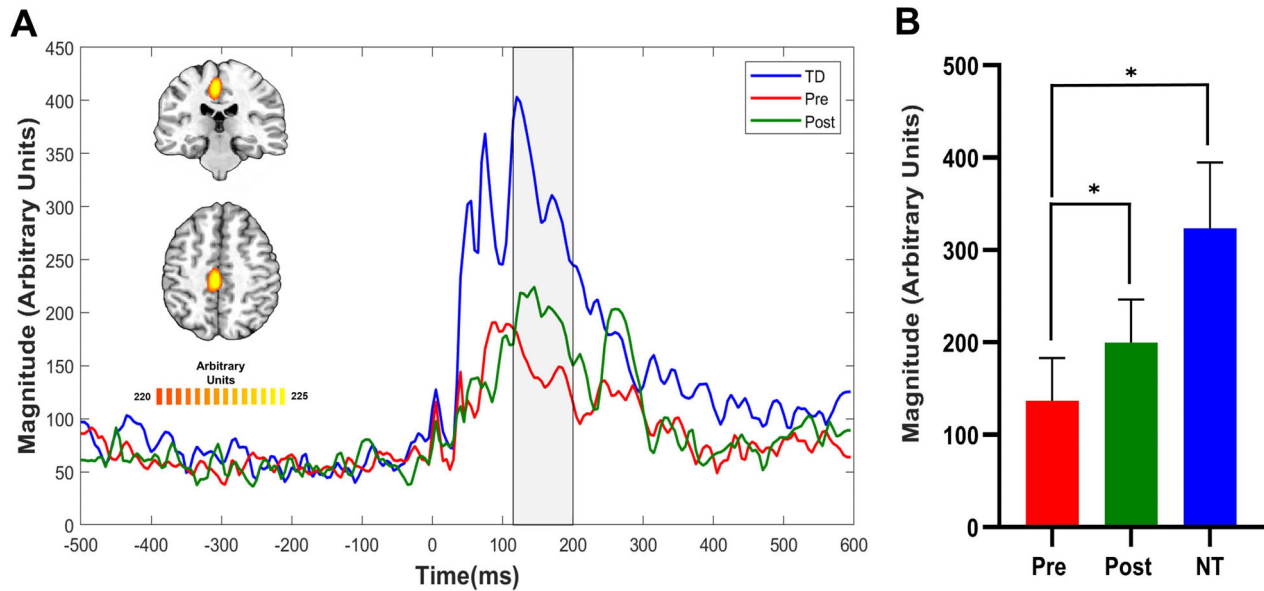 A
Magnitude (Arbitrary Units)
450
400
350
300
250
200
150
100
50
0
-500 -400 -300 -200 -100 0 100 200 300 400 500 600
Time(ms)
Arbitrary
Units
220 225
TD
Pre
Post
B
Magnitude (Arbitrary Units)
500
400
300
200
100
0
*
*
Pre Post NT